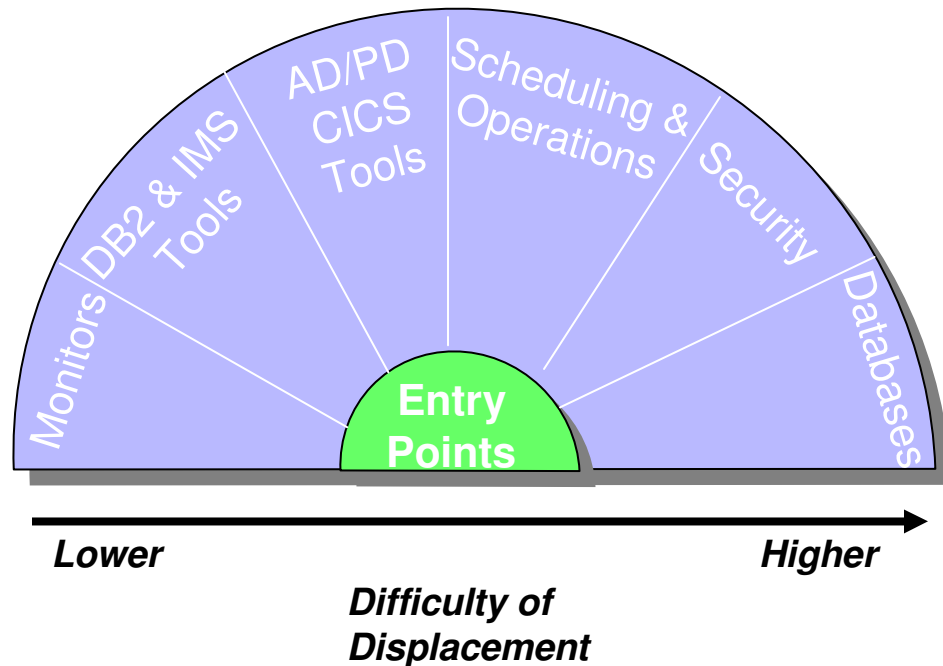 Monitors
DB2 & IMS
Tools
AD/PD
CICS
Tools
Scheduling &
Operations
Security
Databases
Entry
Points
Lower
Higher
Difficulty of
Displacement